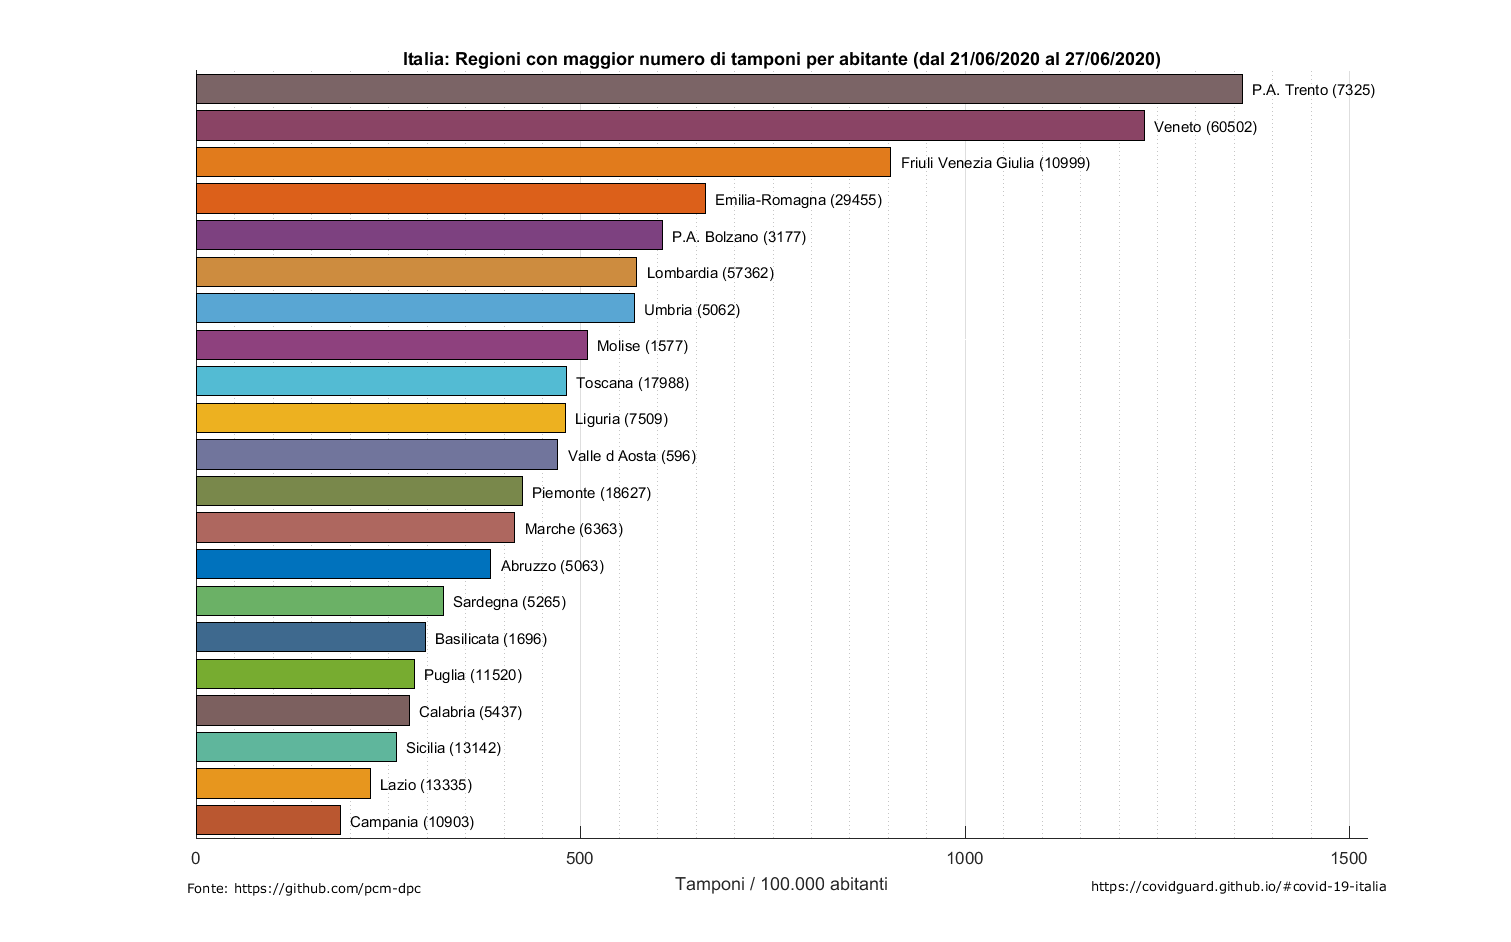 Italia: Regioni con maggior numero di tamponi per abitante (dal 21/06/2020 al 27/06/2020)
P.A. Trento (7325)
Veneto (60502)
Friuli Venezia Giulia (10999)
Emilia-Romagna (29455)
P.A. Bolzano (3177)
Lombardia (57362)
Umbria (5062)
Molise (1577)
Toscana (17988)
Liguria (7509)
Valle d Aosta (596)
Piemonte (18627)
Marche (6363)
Abruzzo (5063)
Sardegna (5265)
Basilicata (1696)
Puglia (11520)
Calabria (5437)
Sicilia (13142)
Lazio (13335)
Campania (10903)
0 500 1000 1500
Tamponi / 100.000 abitanti
Fonte: https://github.com/pcm-dpc
https://covidguard.github.io/#covid-19-italia